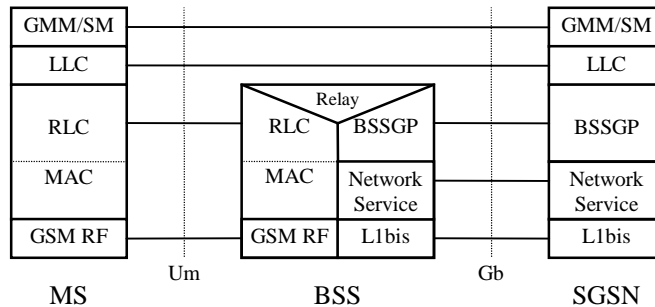 GMM/SM
GMM/SM
LLC
LLC
Relay
RLC
RLC
BSSGP
BSSGP
MAC
MAC
Network
Service
Network
Service
GSM RF
GSM RF
L1bis
L1bis
Um
Gb
MS
BSS
SGSN